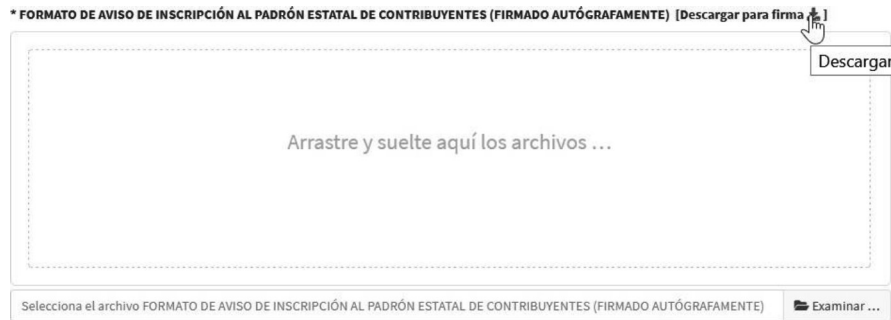 * FORMATO DE AVISO DE INSCRIPCIÓN AL PADRÓN ESTATAL DE CONTRIBUYENTES (FIRMADO AUTÓGRAFAMENTE) [Descargar para firma ]
Descargar
Arrastre y suelte aquí los archivos ...
Selecciona el archivo FORMATO DE AVISO DE INSCRIPCIÓN AL PADRÓN ESTATAL DE CONTRIBUYENTES (FIRMADO AUTÓGRAFAMENTE) Examinar ...